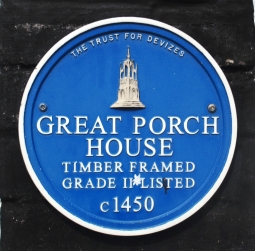 THE TRUST FOR DEVIZES
GREAT PORCH
HOUSE
TIMBER FRAMED
GRADE II* LISTED
c1450